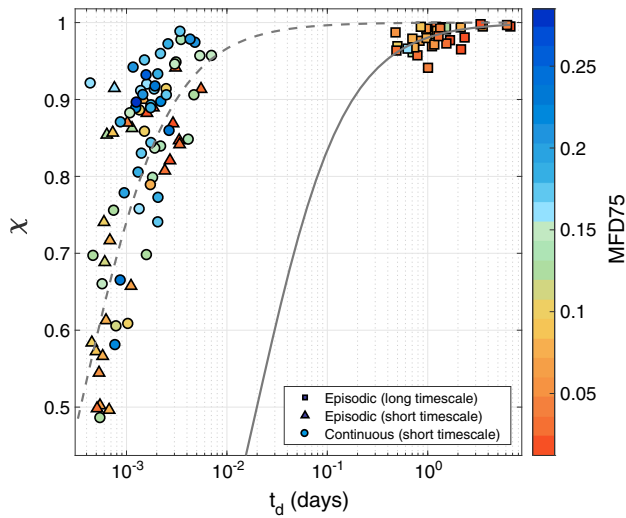 1
0.9
0.8
0.7
0.6
0.5
χ
10^-3
10^-2
10^-1
10^0
t_d (days)
Episodic (long timescale)
Episodic (short timescale)
Continuous (short timescale)
0.25
0.2
0.15
0.1
0.05
MFD75